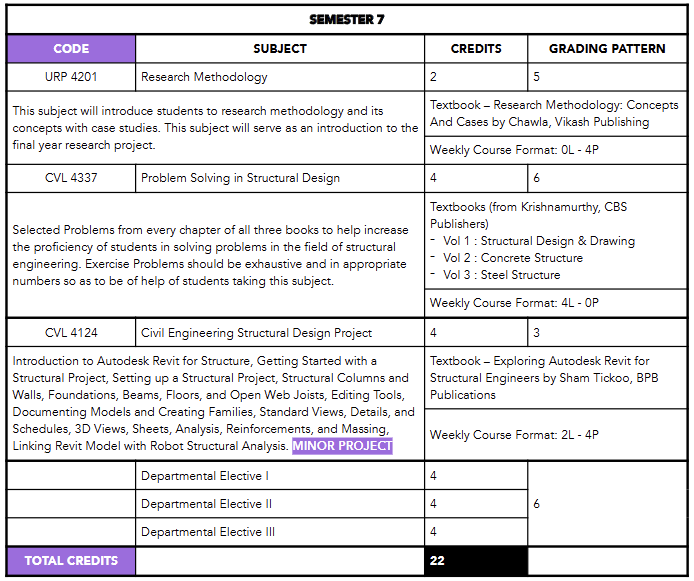 SEMESTER 7
CODE SUBJECT CREDITS GRADING PATTERN
URP 4201 Research Methodology 2 5
This subject will introduce students to research methodology and its
concepts with case studies. This subject will serve as an introduction to the
final year research project.
Textbook – Research Methodology: Concepts
And Cases by Chawla, Vikash Publishing
Weekly Course Format: 0L - 4P
CVL 4337 Problem Solving in Structural Design 4 6
Selected Problems from every chapter of all three books to help increase
the proficiency of students in solving problems in the field of structural
engineering. Exercise Problems should be exhaustive and in appropriate
numbers so as to be of help of students taking this subject.
Textbooks (from Krishnamurthy, CBS
Publishers)
- Vol 1 : Structural Design & Drawing
- Vol 2 : Concrete Structure
- Vol 3 : Steel Structure
Weekly Course Format: 4L - 0P
CVL 4124 Civil Engineering Structural Design Project 4 3
Introduction to Autodesk Revit for Structure, Getting Started with a
Structural Project, Setting up a Structural Project, Structural Columns and
Walls, Foundations, Beams, Floors, and Open Web Joists, Editing Tools,
Documenting Models and Creating Families, Standard Views, Details, and
Schedules, 3D Views, Sheets, Analysis, Reinforcements, and Massing,
Linking Revit Model with Robot Structural Analysis. MINOR PROJECT
Textbook – Exploring Autodesk Revit for
Structural Engineers by Sham Tickoo, BPB
Publications
Weekly Course Format: 2L - 4P
Departmental Elective I 4
Departmental Elective II 4 6
Departmental Elective III 4
TOTAL CREDITS 22